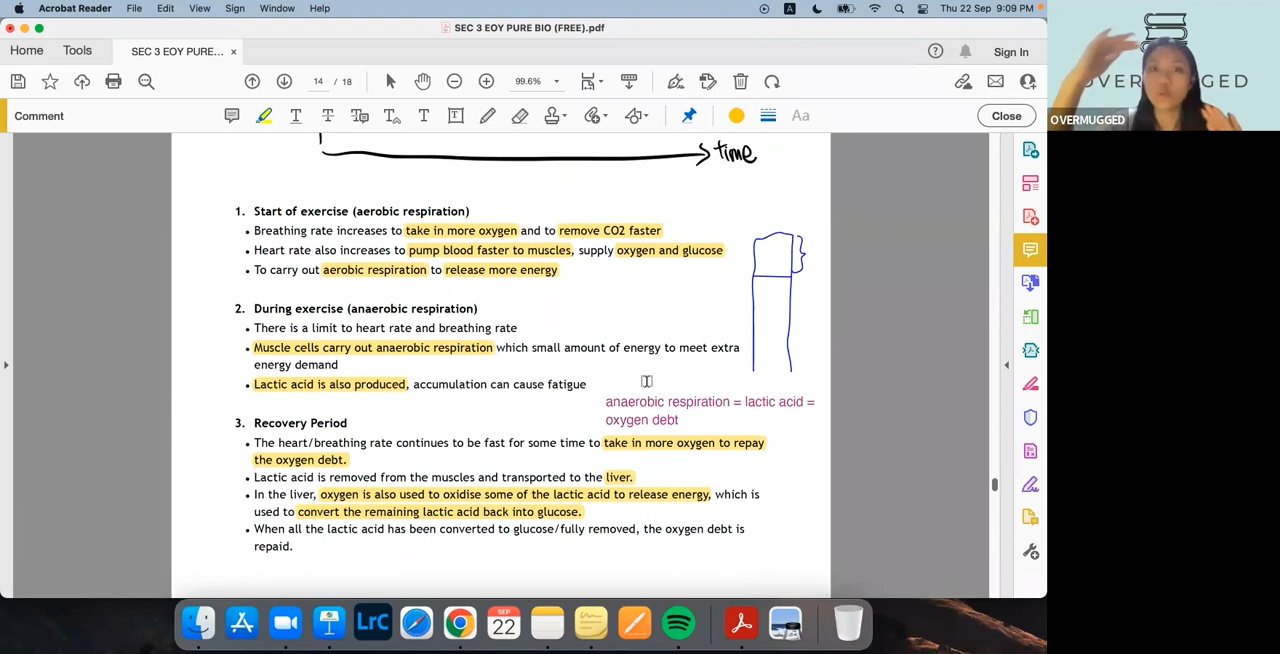 Acrobat Reader File Edit View Sign Window Help A Thu 22 Sep 9:09 PM
SEC 3 EOY PURE BIO (FREE).pdf
Home Tools SEC 3 EOY PURE... × Sign In
14 / 18 99.6%
Comment Aa Close
OVERMUGGED
OVERMUGGED
time
1. Start of exercise (aerobic respiration)
• Breathing rate increases to take in more oxygen and to remove CO2 faster
• Heart rate also increases to pump blood faster to muscles, supply oxygen and glucose
• To carry out aerobic respiration to release more energy
2. During exercise (anaerobic respiration)
• There is a limit to heart rate and breathing rate
• Muscle cells carry out anaerobic respiration which small amount of energy to meet extra
energy demand
• Lactic acid is also produced, accumulation can cause fatigue
anaerobic respiration = lactic acid =
oxygen debt
3. Recovery Period
• The heart/breathing rate continues to be fast for some time to take in more oxygen to repay
the oxygen debt.
• Lactic acid is removed from the muscles and transported to the liver.
• In the liver, oxygen is also used to oxidise some of the lactic acid to release energy, which is
used to convert the remaining lactic acid back into glucose.
• When all the lactic acid has been converted to glucose/fully removed, the oxygen debt is
repaid.
LrC
SEP
22